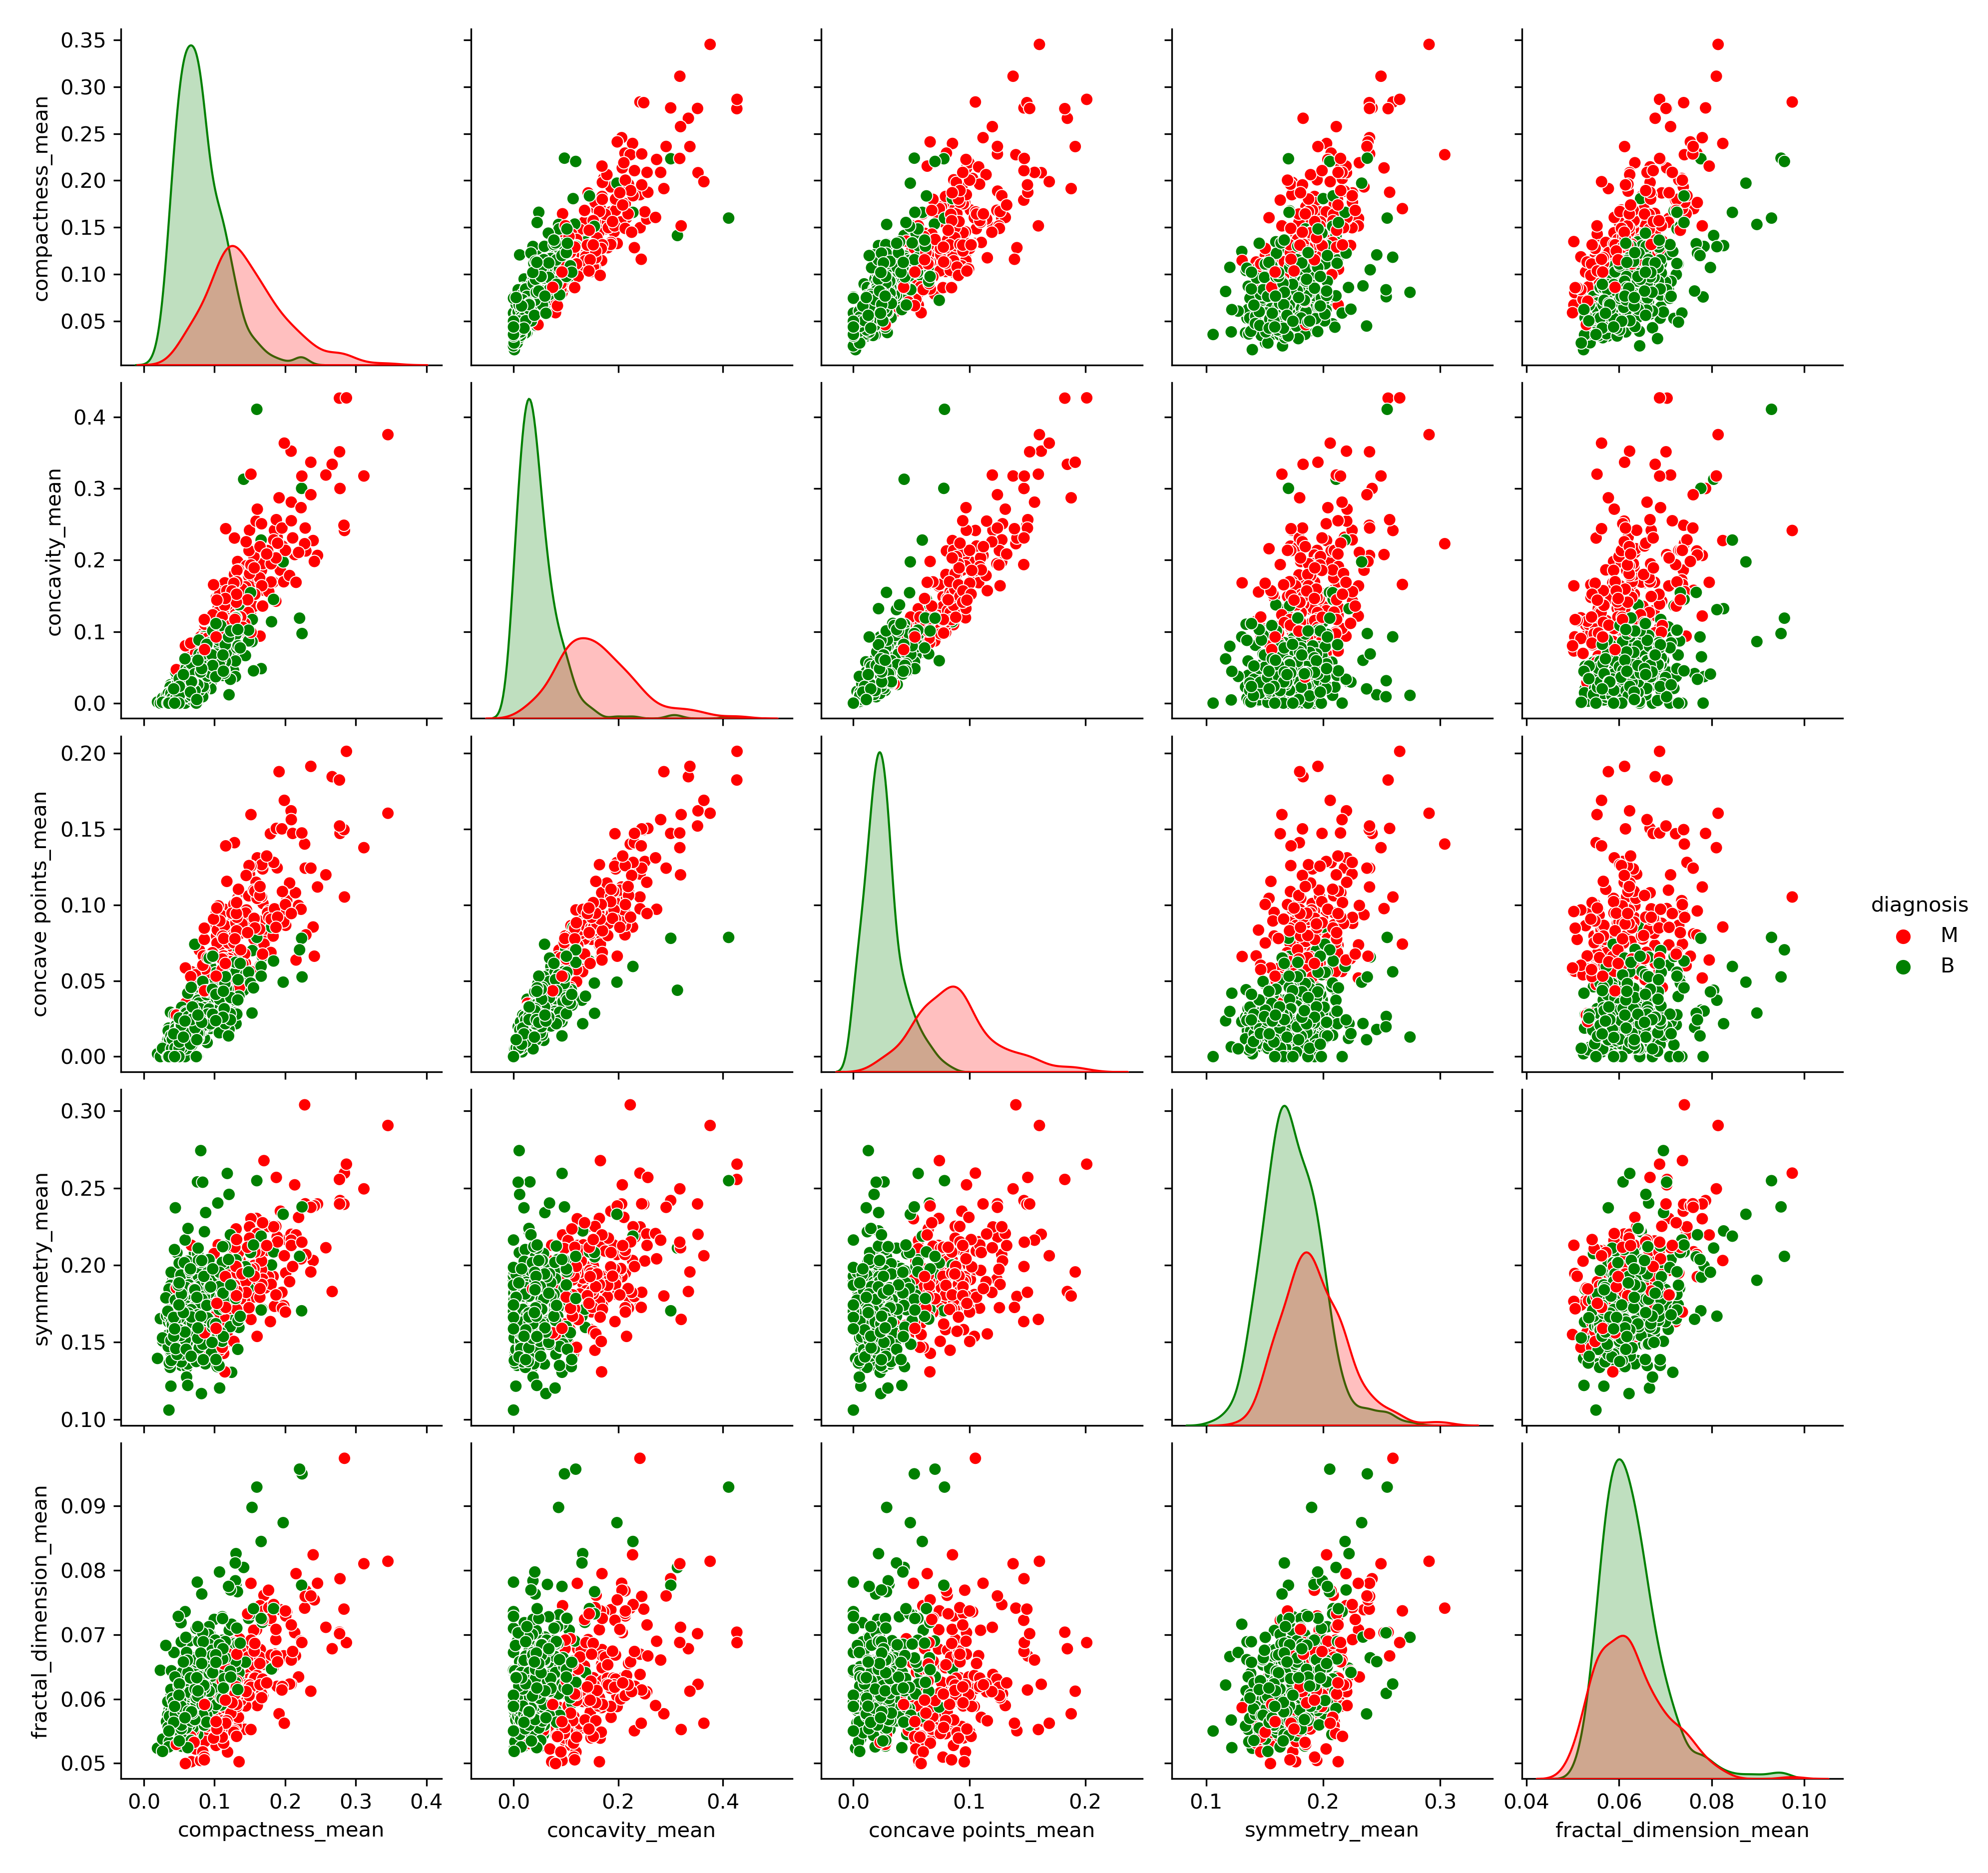 0.35
0.30
0.25
0.20
0.15
0.10
0.05
compactness_mean
0.4
0.3
0.2
0.1
0.0
concavity_mean
0.20
0.15
0.10
0.05
0.00
concave points_mean
diagnosis
M
B
0.30
0.25
0.20
0.15
0.10
symmetry_mean
0.09
0.08
0.07
0.06
0.05
fractal_dimension_mean
0.0 0.1 0.2 0.3 0.4 0.0 0.2 0.4 0.0 0.1 0.2 0.1 0.2 0.3 0.04 0.06 0.08 0.10
compactness_mean concavity_mean concave points_mean symmetry_mean fractal_dimension_mean